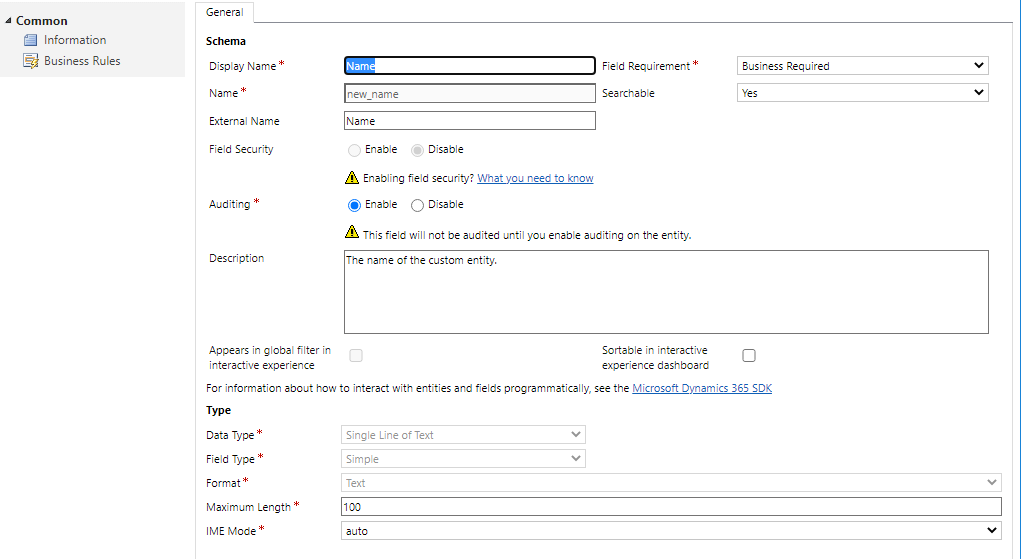 Common
Information
Business Rules
General
Schema
Display Name* Name Field Requirement* Business Required
Name* new_name Searchable Yes
External Name Name
Field Security Enable Disable
Enabling field security? What you need to know
Auditing* Enable Disable
This field will not be audited until you enable auditing on the entity.
Description The name of the custom entity.
Appears in global filter in
interactive experience
Sortable in interactive
experience dashboard
For information about how to interact with entities and fields programmatically, see the Microsoft Dynamics 365 SDK
Type
Data Type* Single Line of Text
Field Type* Simple
Format* Text
Maximum Length* 100
IME Mode* auto